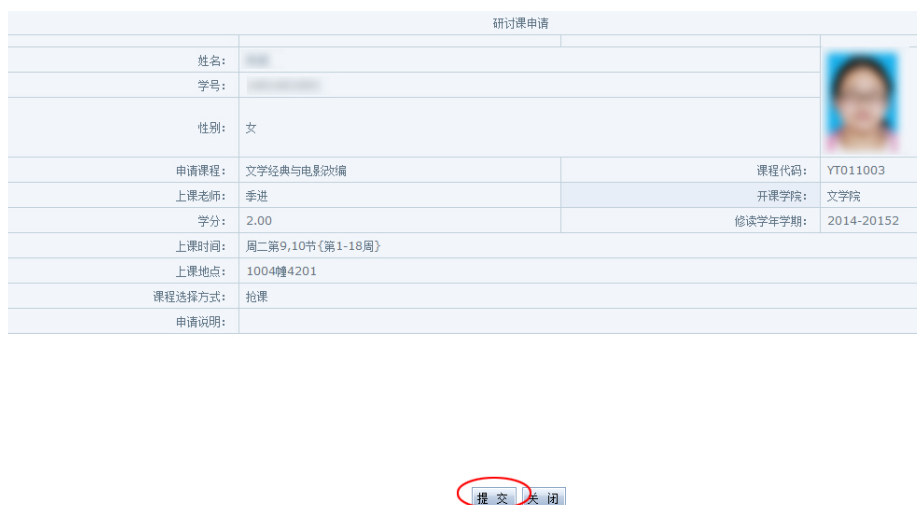 研讨课申请
姓名:
学号:
性别: 女
申请课程: 文学经典与电影改编 课程代码: YT011003
上课老师: 季进 开课学院: 文学院
学分: 2.00 修读学年学期: 2014-20152
上课时间: 周二第9,10节{第1-18周}
上课地点: 1004幢4201
课程选择方式: 抢课
申请说明:
提 交 关 闭